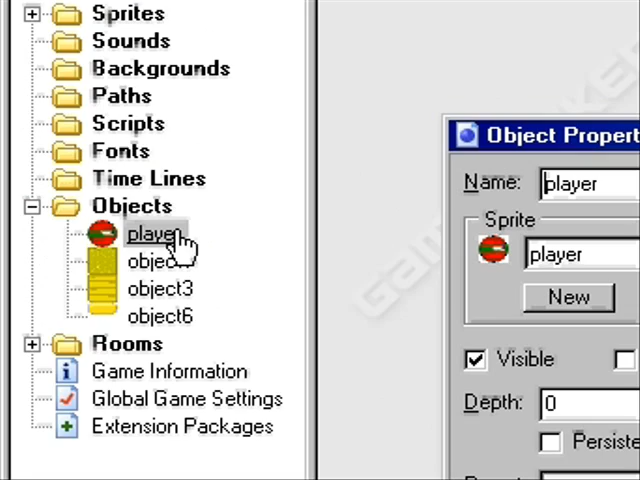 Sprites
Sounds
Backgrounds
Paths
Scripts
Fonts
Time Lines
Objects
player
object
object3
object6
Rooms
Game Information
Global Game Settings
Extension Packages
Object Propert
Name: player
Sprite
player
New
Visible
Depth: 0
Persiste